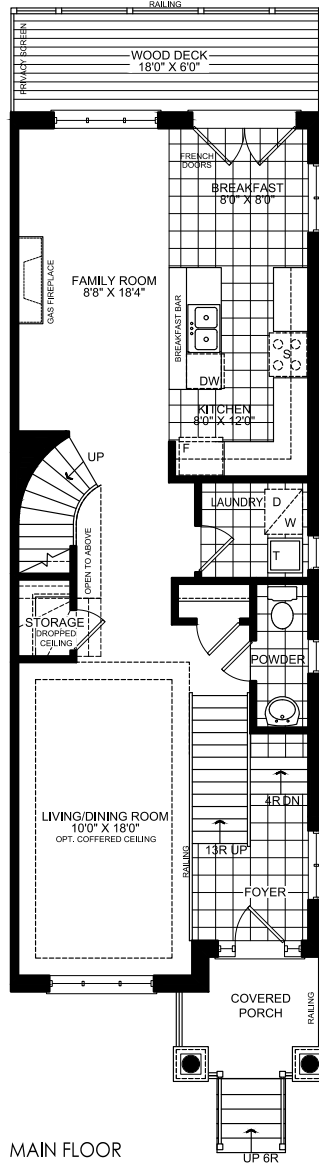 RAILING
PRIVACY SCREEN
WOOD DECK
18'0" X 6'0"
FRENCH
DOORS
BREAKFAST
8'0" X 8'0"
FAMILY ROOM
8'8" X 18'4"
GAS FIREPLACE
BREAKFAST BAR
S
DW
KITCHEN
8'0" X 12'0"
F
UP
LAUNDRY
D
W
T
OPEN TO ABOVE
STORAGE
DROPPED
CEILING
POWDER
LIVING/DINING ROOM
10'0" X 18'0"
OPT. COFFERED CEILING
4R DN
13R UP
RAILING
FOYER
COVERED
PORCH
RAILING
MAIN FLOOR
UP 6R